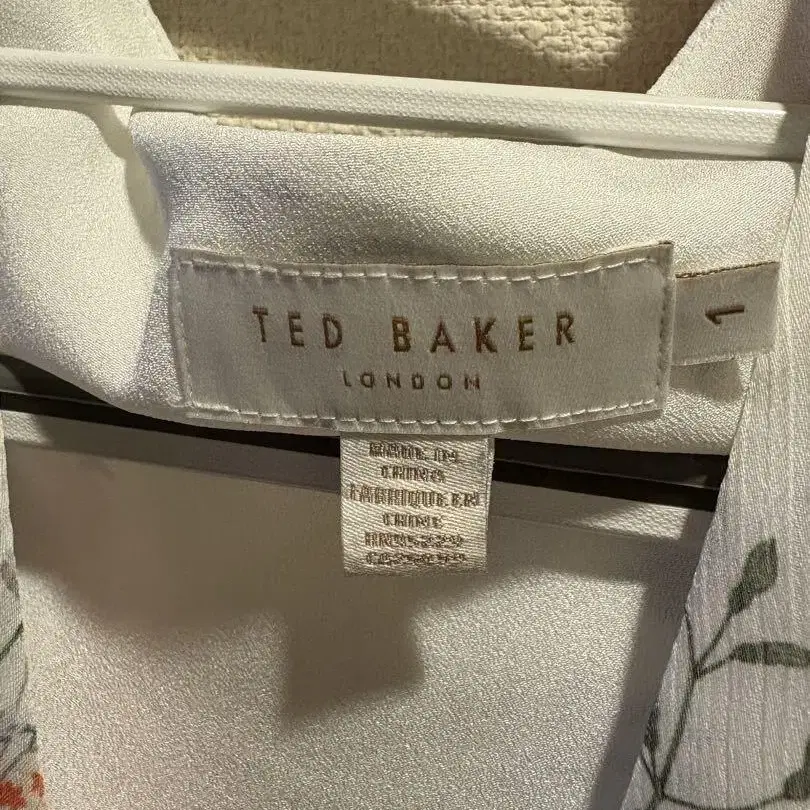 TED BAKER
LONDON
1
MADE IN
CHINA
FABRIQUE EN
CHINE